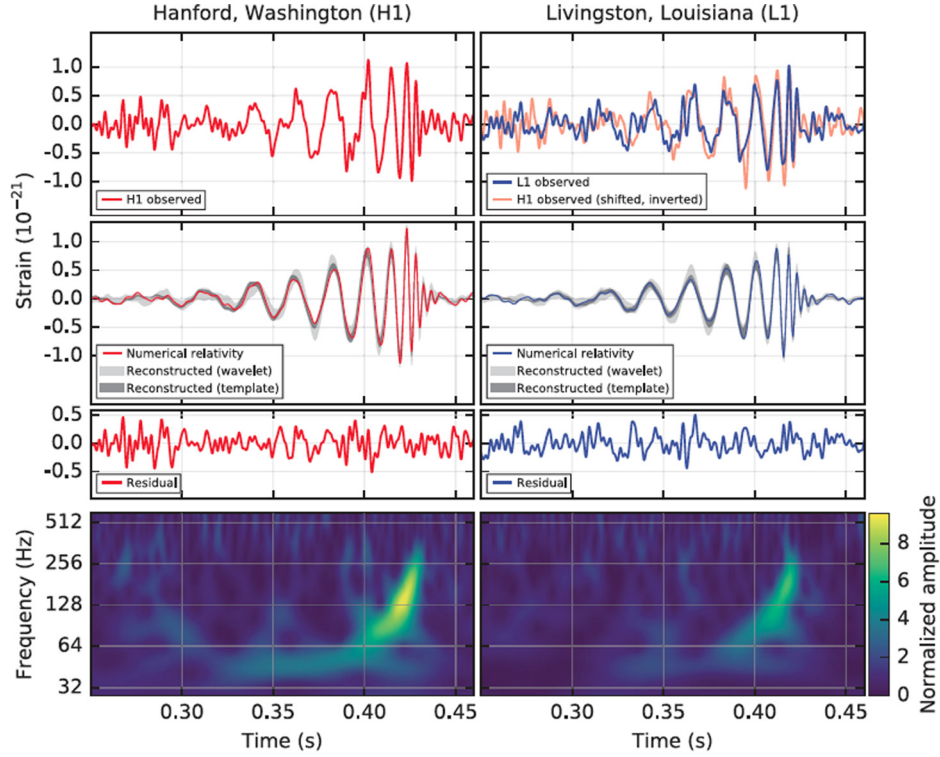 Hanford, Washington (H1)
Livingston, Louisiana (L1)
Strain (10⁻²¹)
1.0
0.5
0.0
-0.5
-1.0
H1 observed
L1 observed
H1 observed (shifted, inverted)
1.0
0.5
0.0
-0.5
-1.0
Numerical relativity
Reconstructed (wavelet)
Reconstructed (template)
Numerical relativity
Reconstructed (wavelet)
Reconstructed (template)
0.5
0.0
-0.5
Residual
Residual
Frequency (Hz)
512
256
128
64
32
Normalized amplitude
8
6
4
2
0
0.30 0.35 0.40 0.45
0.30 0.35 0.40 0.45
Time (s)
Time (s)